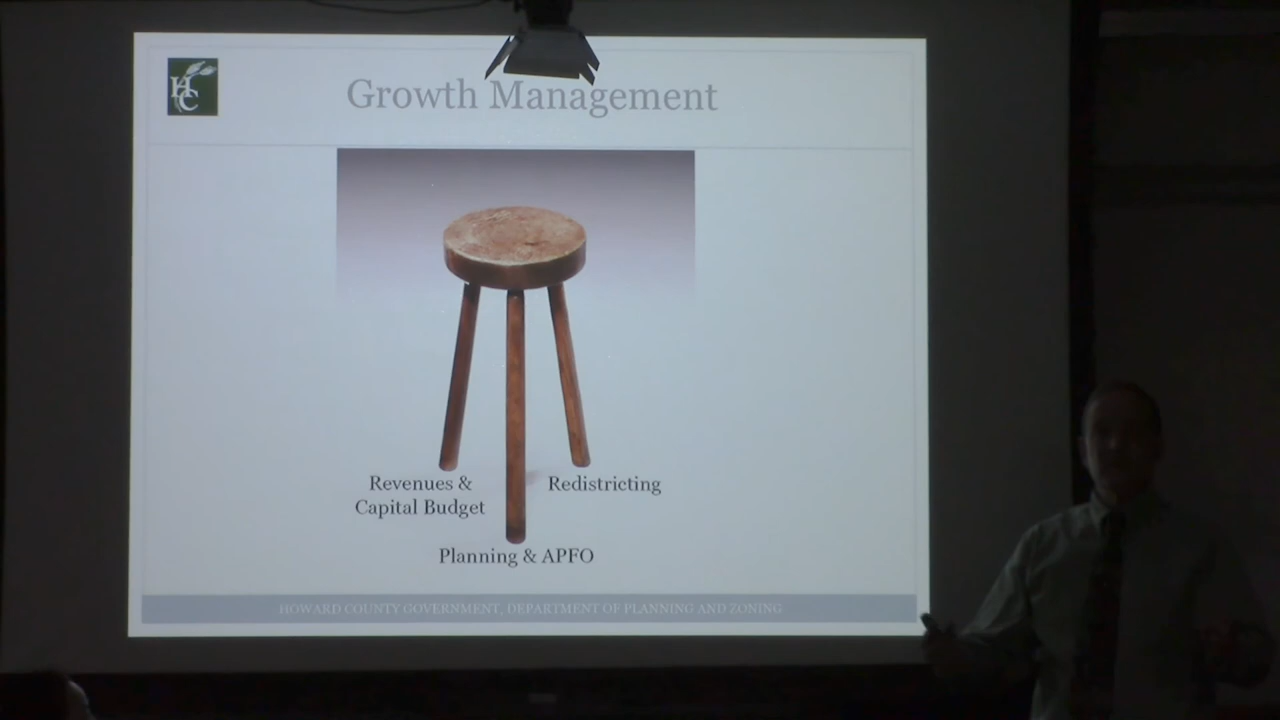 HC
Growth Management
Revenues &
Capital Budget
Redistricting
Planning & APFO
HOWARD COUNTY GOVERNMENT, DEPARTMENT OF PLANNING AND ZONING